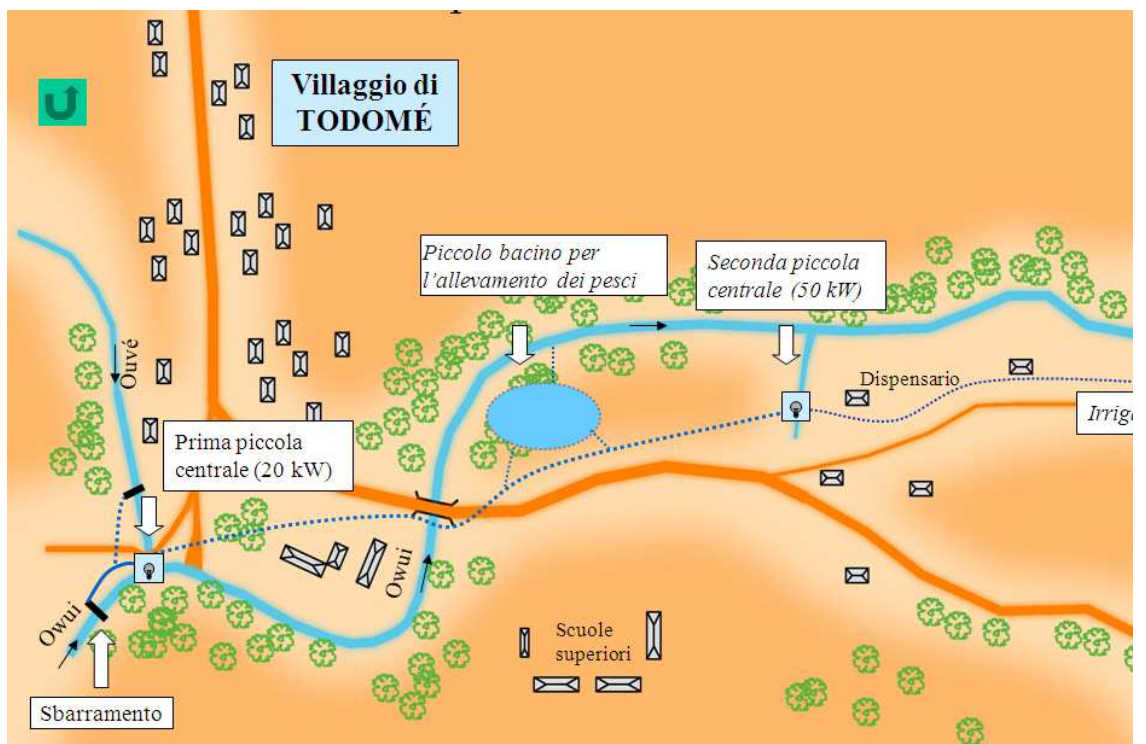 Villaggio di
TODOMÉ
Piccolo bacino per
l'allevamento dei pesci
Seconda piccola
centrale (50 kW)
Ouvé
Dispensario
Prima piccola
centrale (20 kW)
Owui
Owui
Scuole
superiori
Sbarramento